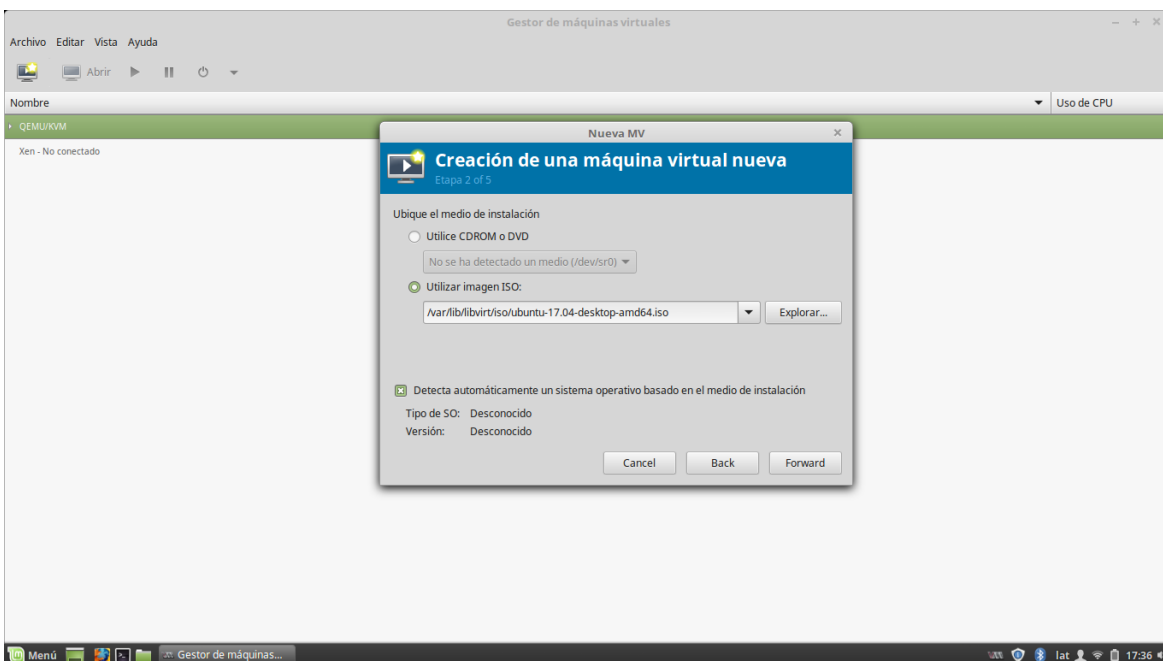 Gestor de máquinas virtuales
Archivo Editar Vista Ayuda
Abrir
Nombre Uso de CPU
QEMU/KVM
Xen - No conectado
Nueva MV
Creación de una máquina virtual nueva
Etapa 2 of 5
Ubique el medio de instalación
Utilice CDROM o DVD
No se ha detectado un medio (/dev/sr0)
Utilizar imagen ISO:
/var/lib/libvirt/iso/ubuntu-17.04-desktop-amd64.iso Explorar...
Detecta automáticamente un sistema operativo basado en el medio de instalación
Tipo de SO: Desconocido
Versión: Desconocido
Cancel Back Forward
Menú Gestor de máquinas... lat 17:36